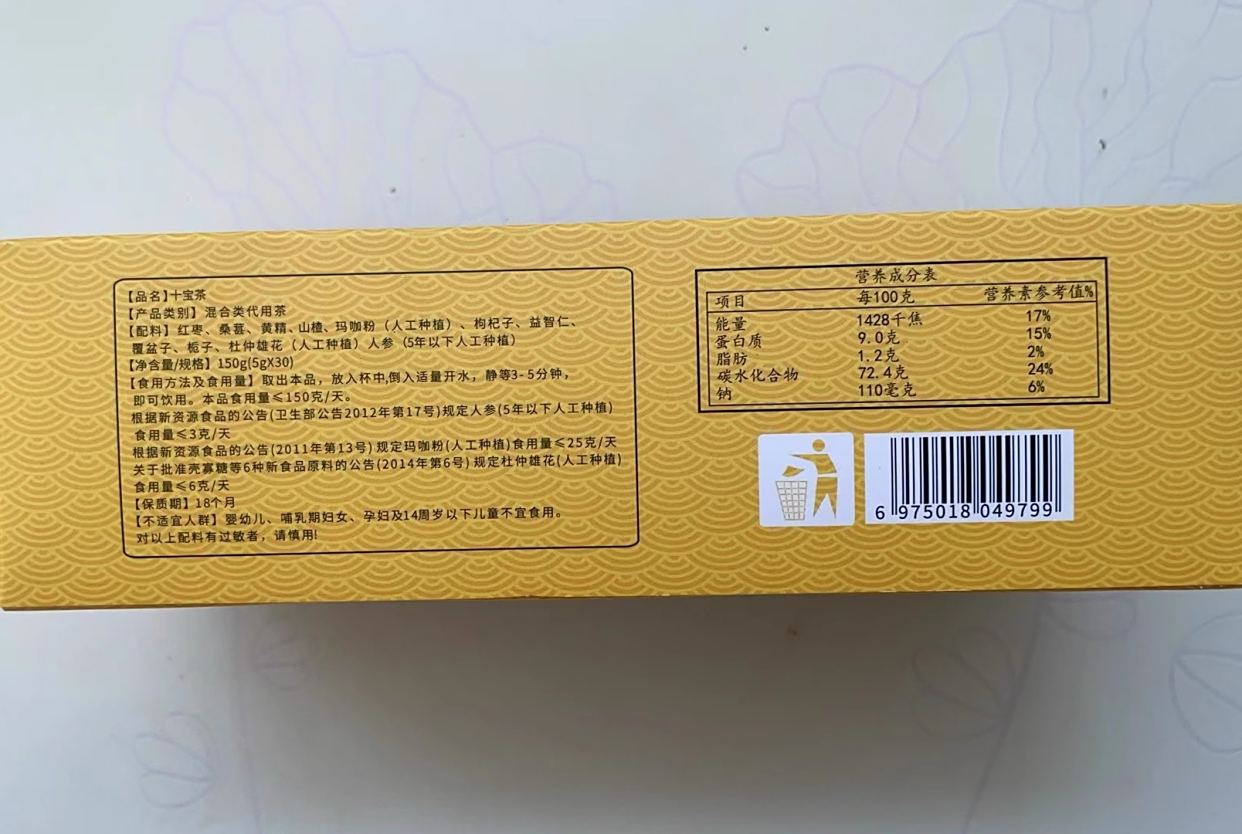 【品名】十宝茶
【产品类别】混合类代用茶
【配料】红枣、桑葚、黄精、山楂、玛咖粉（人工种植）、枸杞子、益智仁、
覆盆子、栀子、杜仲雄花（人工种植）人参（5年以下人工种植）
【净含量/规格】150g(5gX30)
【食用方法及食用量】取出本品，放入杯中,倒入适量开水，静等3-5分钟，
即可饮用。本品食用量≤150克/天。
根据新资源食品的公告(卫生部公告2012年第17号)规定人参(5年以下人工种植)
食用量≤3克/天
根据新资源食品的公告(2011年第13号)规定玛咖粉(人工种植)食用量≤25克/天
关于批准壳寡糖等6种新食品原料的公告(2014年第6号)规定杜仲雄花(人工种植)
食用量≤6克/天
【保质期】18个月
【不适宜人群】婴幼儿、哺乳期妇女、孕妇及14周岁以下儿童不宜食用。
对以上配料有过敏者，请慎用!
营养成分表
项目 每100克 营养素参考值%
能量 1428千焦 17%
蛋白质 9.0克 15%
脂肪 1.2克 2%
碳水化合物 72.4克 24%
钠 110毫克 6%
6 975018 049799